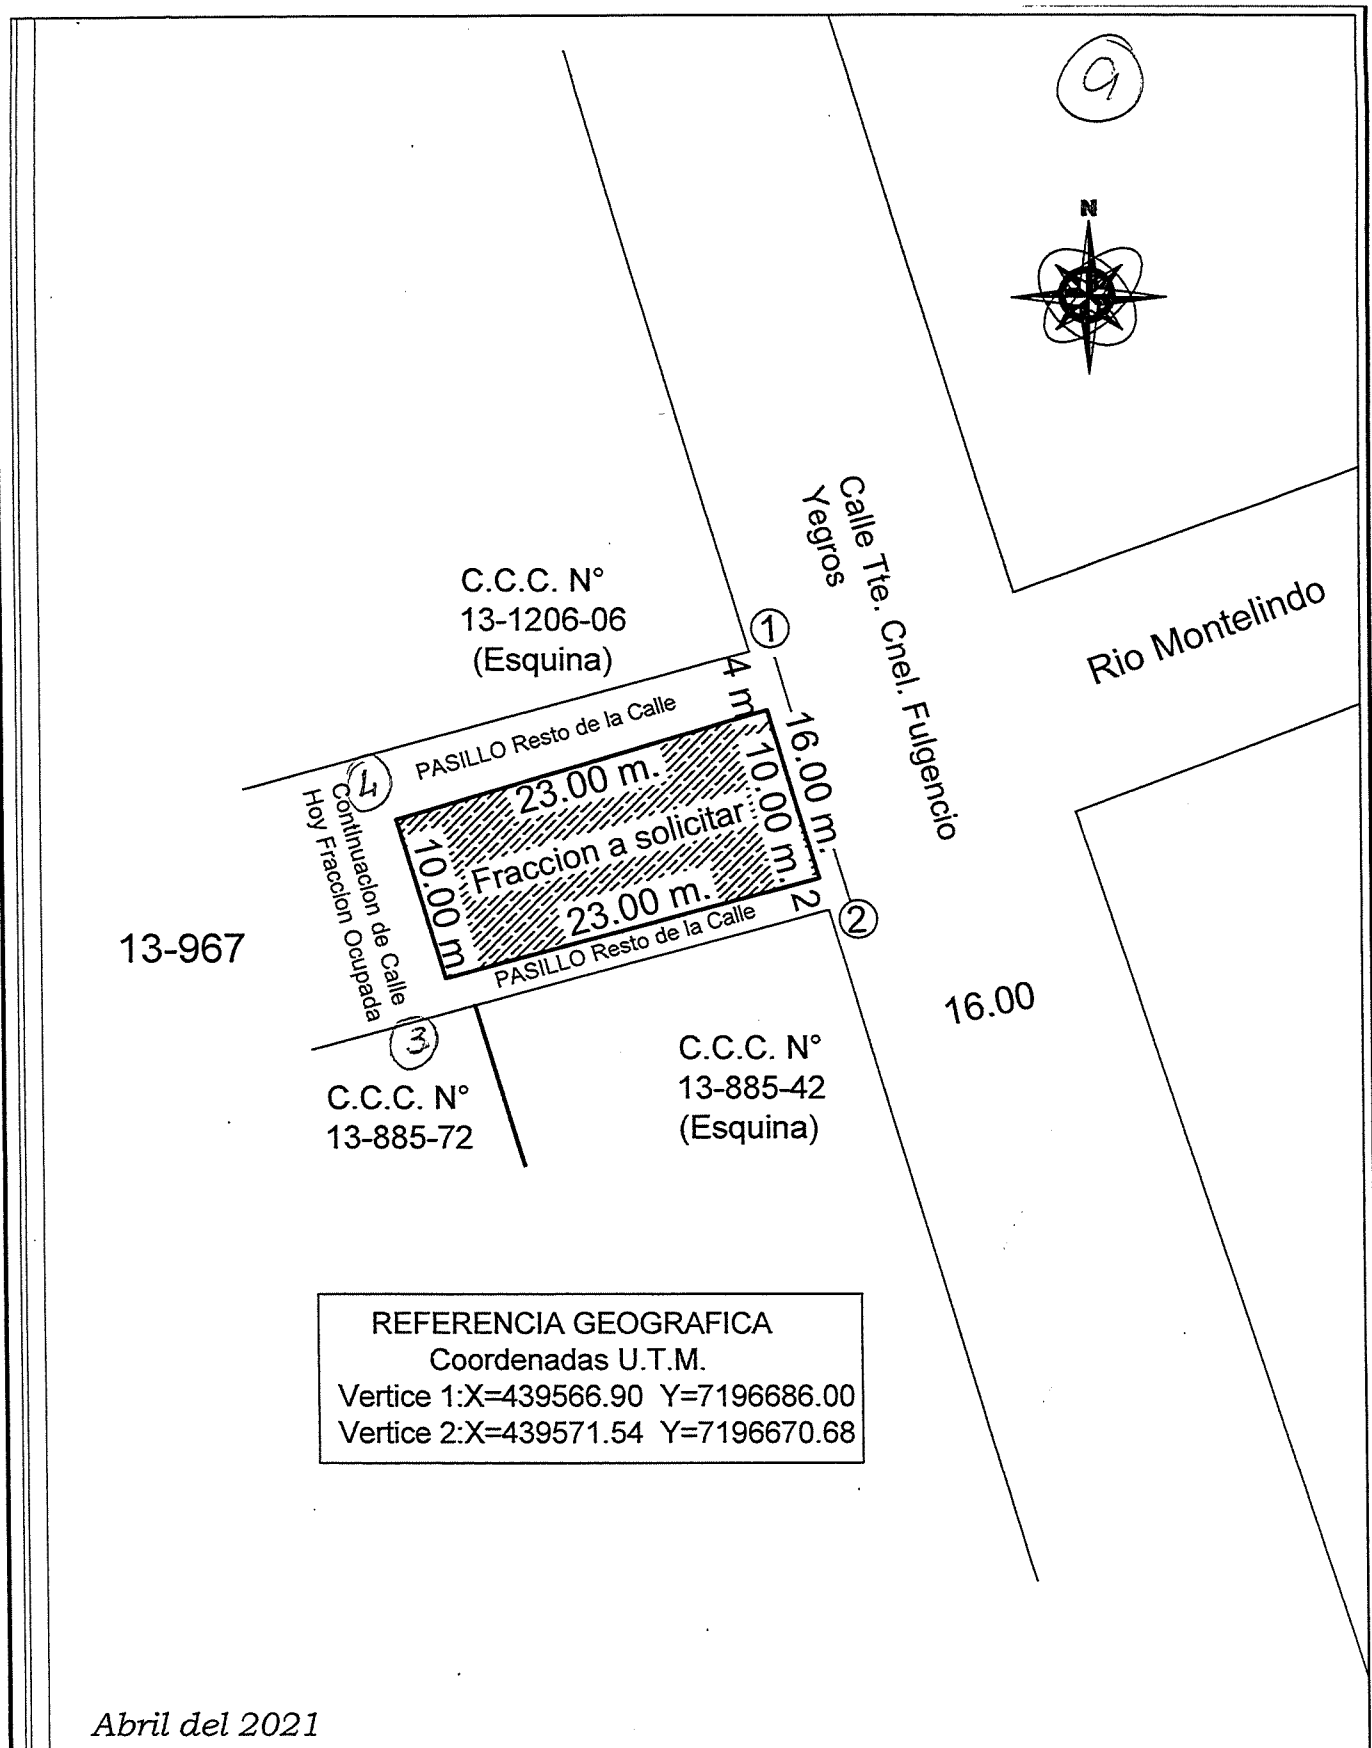 9
N
Calle Tte. Cnel. Fulgencio
Yegros
Rio Montelindo
C.C.C. N°
13-1206-06
(Esquina)
1
4 m
PASILLO Resto de la Calle
16.00 m.
4
23.00 m.
10.00 m.
Fraccion a solicitar
10.00 m
23.00 m.
2
PASILLO Resto de la Calle
2
Continuacion de Calle
Hoy Fraccion Ocupada
13-967
16.00
3
C.C.C. N°
13-885-72
C.C.C. N°
13-885-42
(Esquina)
REFERENCIA GEOGRAFICA
Coordenadas U.T.M.
Vertice 1:X=439566.90 Y=7196686.00
Vertice 2:X=439571.54 Y=7196670.68
Abril del 2021